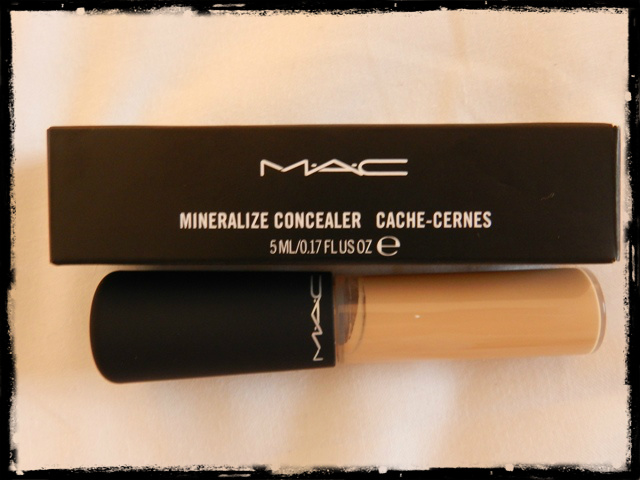 M·A·C
MINERALIZE CONCEALER CACHE-CERNES
5 ML/0.17 FL US OZ ℮
M·A·C